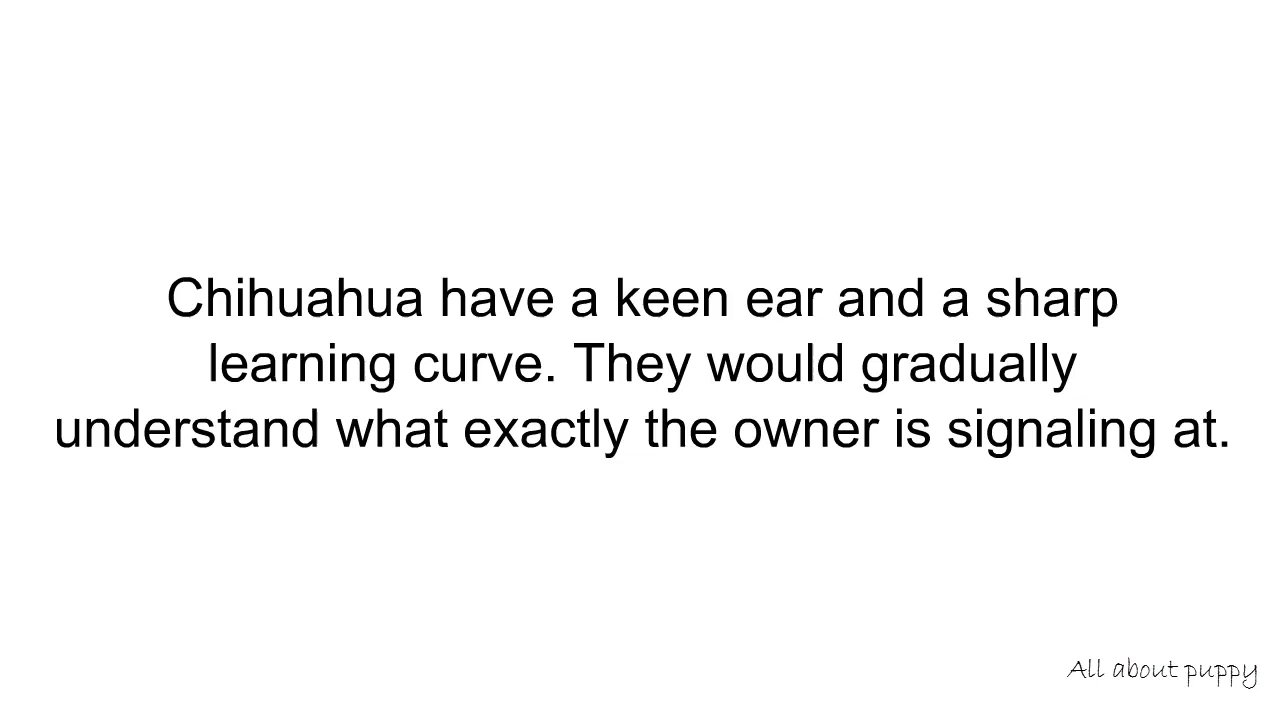 Chihuahua have a keen ear and a sharp
learning curve. They would gradually
understand what exactly the owner is signaling at.
All about puppy